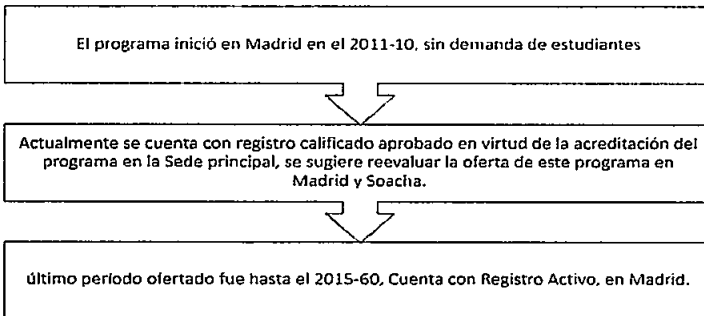 El programa inició en Madrid en el 2011-10, sin demanda de estudiantes
Actualmente se cuenta con registro calificado aprobado en virtud de la acreditación del
programa en la Sede principal, se sugiere reevaluar la oferta de este programa en
Madrid y Soacha.
último período ofertado fue hasta el 2015-60, Cuenta con Registro Activo, en Madrid.